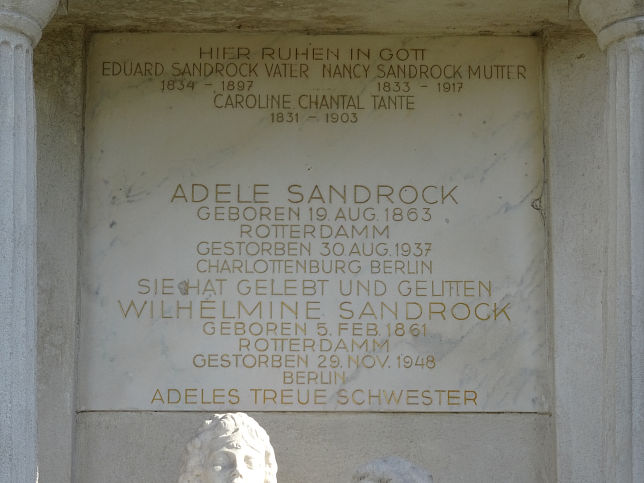 HIER RUHEN IN GOTT
EDUARD SANDROCK VATER NANCY SANDROCK MUTTER
1834 – 1897 1833 – 1917
CAROLINE CHANTAL TANTE
1831 – 1903
ADELE SANDROCK
GEBOREN 19. AUG. 1863
ROTTERDAMM
GESTORBEN 30 AUG. 1937
CHARLOTTENBURG BERLIN
SIE HAT GELEBT UND GELITTEN
WILHELMINE SANDROCK
GEBOREN 5. FEB. 1861
ROTTERDAMM
GESTORBEN 29. NOV. 1948
BERLIN
ADELES TREUE SCHWESTER